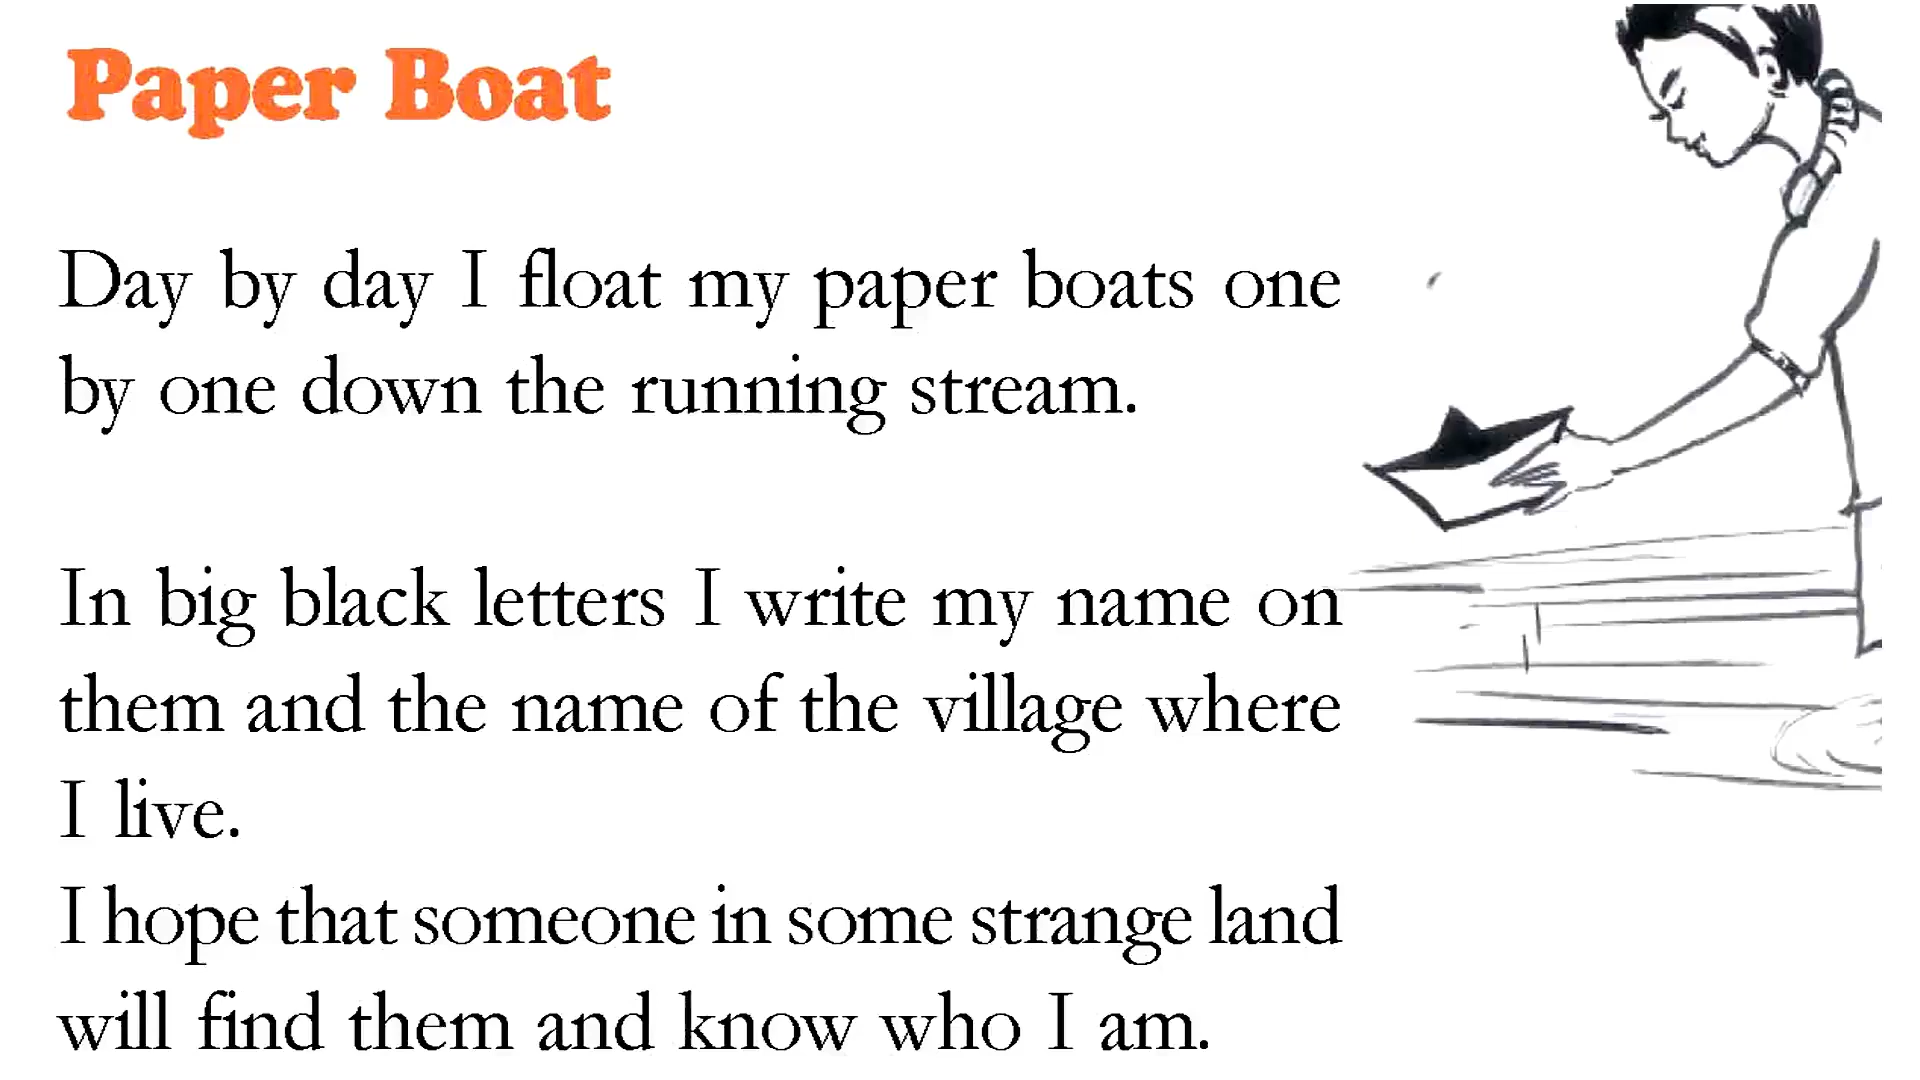 Paper Boat
Day by day I float my paper boats one
by one down the running stream.
In big black letters I write my name on
them and the name of the village where
I live.
I hope that someone in some strange land
will find them and know who I am.